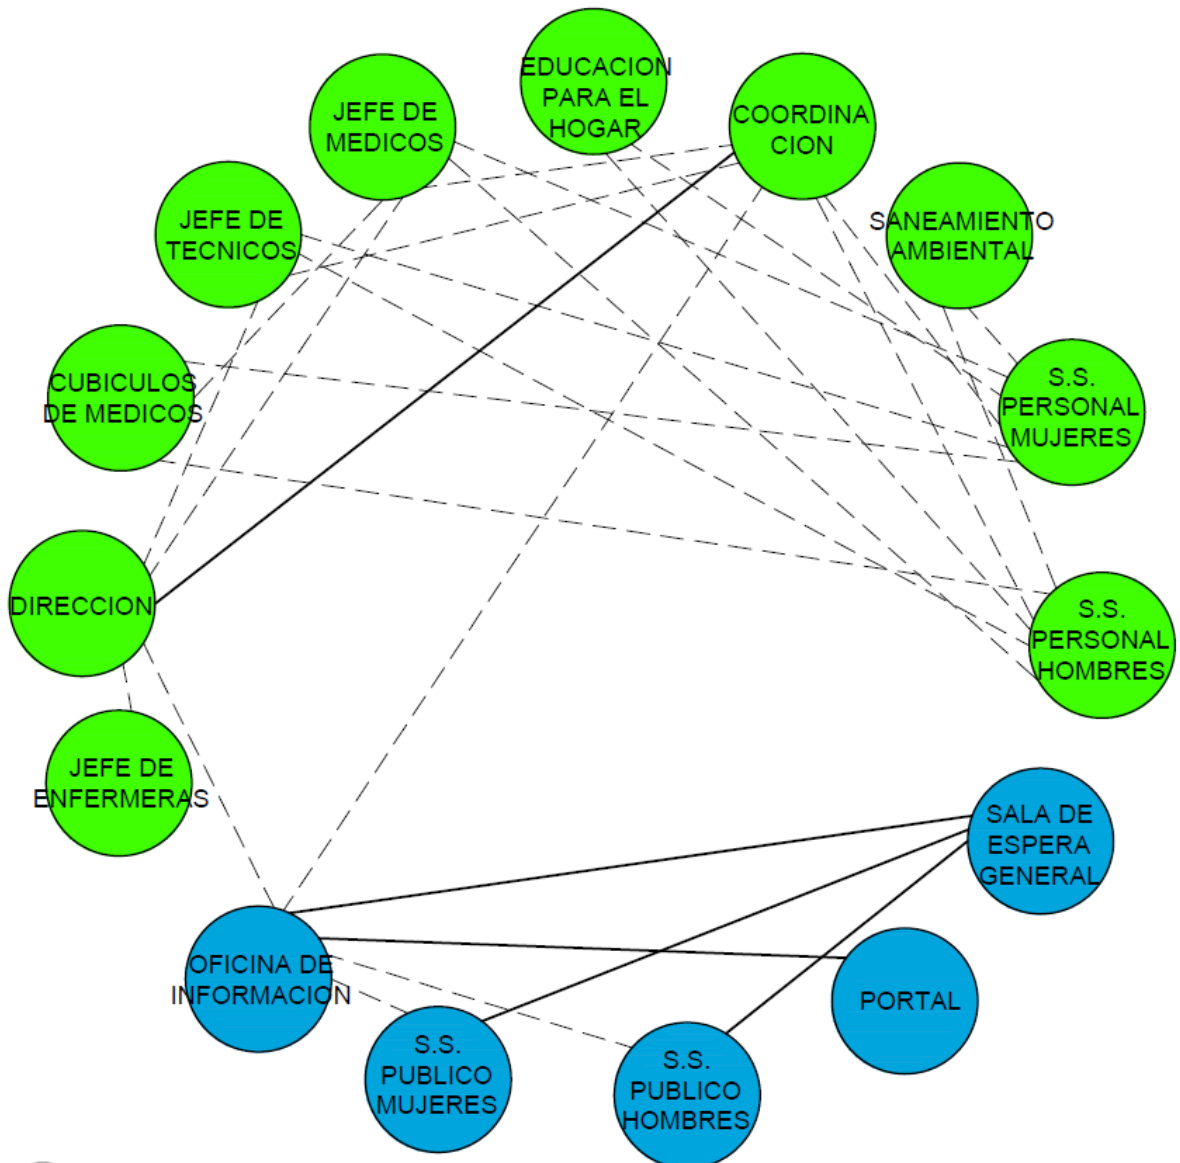 EDUCACION
PARA EL
HOGAR
JEFE DE
MEDICOS
COORDINA
CION
JEFE DE
TECNICOS
SANEAMIENTO
AMBIENTAL
CUBICULOS
DE MEDICOS
S.S.
PERSONAL
MUJERES
DIRECCION
S.S.
PERSONAL
HOMBRES
JEFE DE
ENFERMERAS
SALA DE
ESPERA
GENERAL
OFICINA DE
INFORMACION
PORTAL
S.S.
PUBLICO
MUJERES
S.S.
PUBLICO
HOMBRES